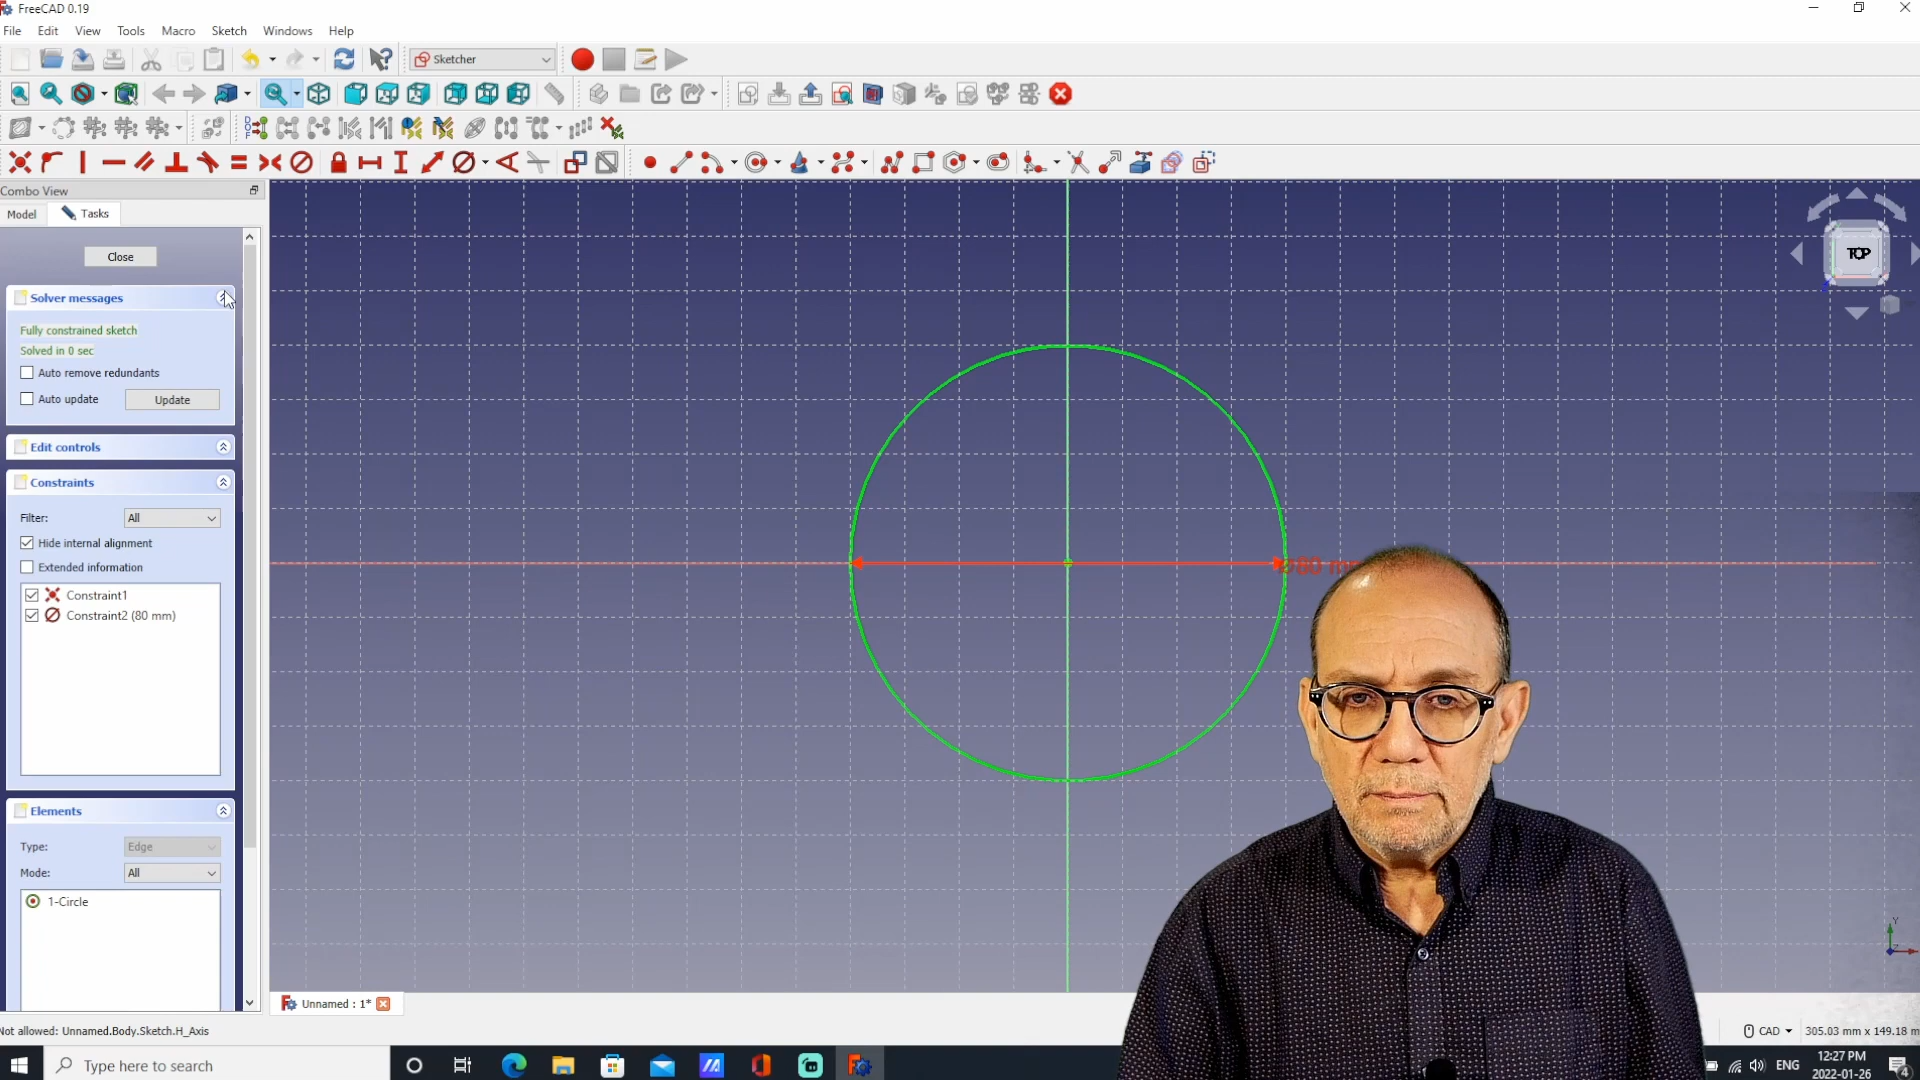 FreeCAD 0.19
File Edit View Tools Macro Sketch Windows Help
Sketcher
Combo View
Model Tasks
Close
Solver messages
Fully constrained sketch
Solved in 0 sec
Auto remove redundants
Auto update Update
Edit controls
Constraints
Filter: All
Hide internal alignment
Extended information
Constraint1
Constraint2 (80 mm)
Elements
Type: Edge
Mode: All
1-Circle
TOP
Ø80 mm
Y
Unnamed : 1*
Not allowed: Unnamed.Body.Sketch.H_Axis
CAD 305.03 mm x 149.18 m
Type here to search
ENG
12:27 PM
2022-01-26
4